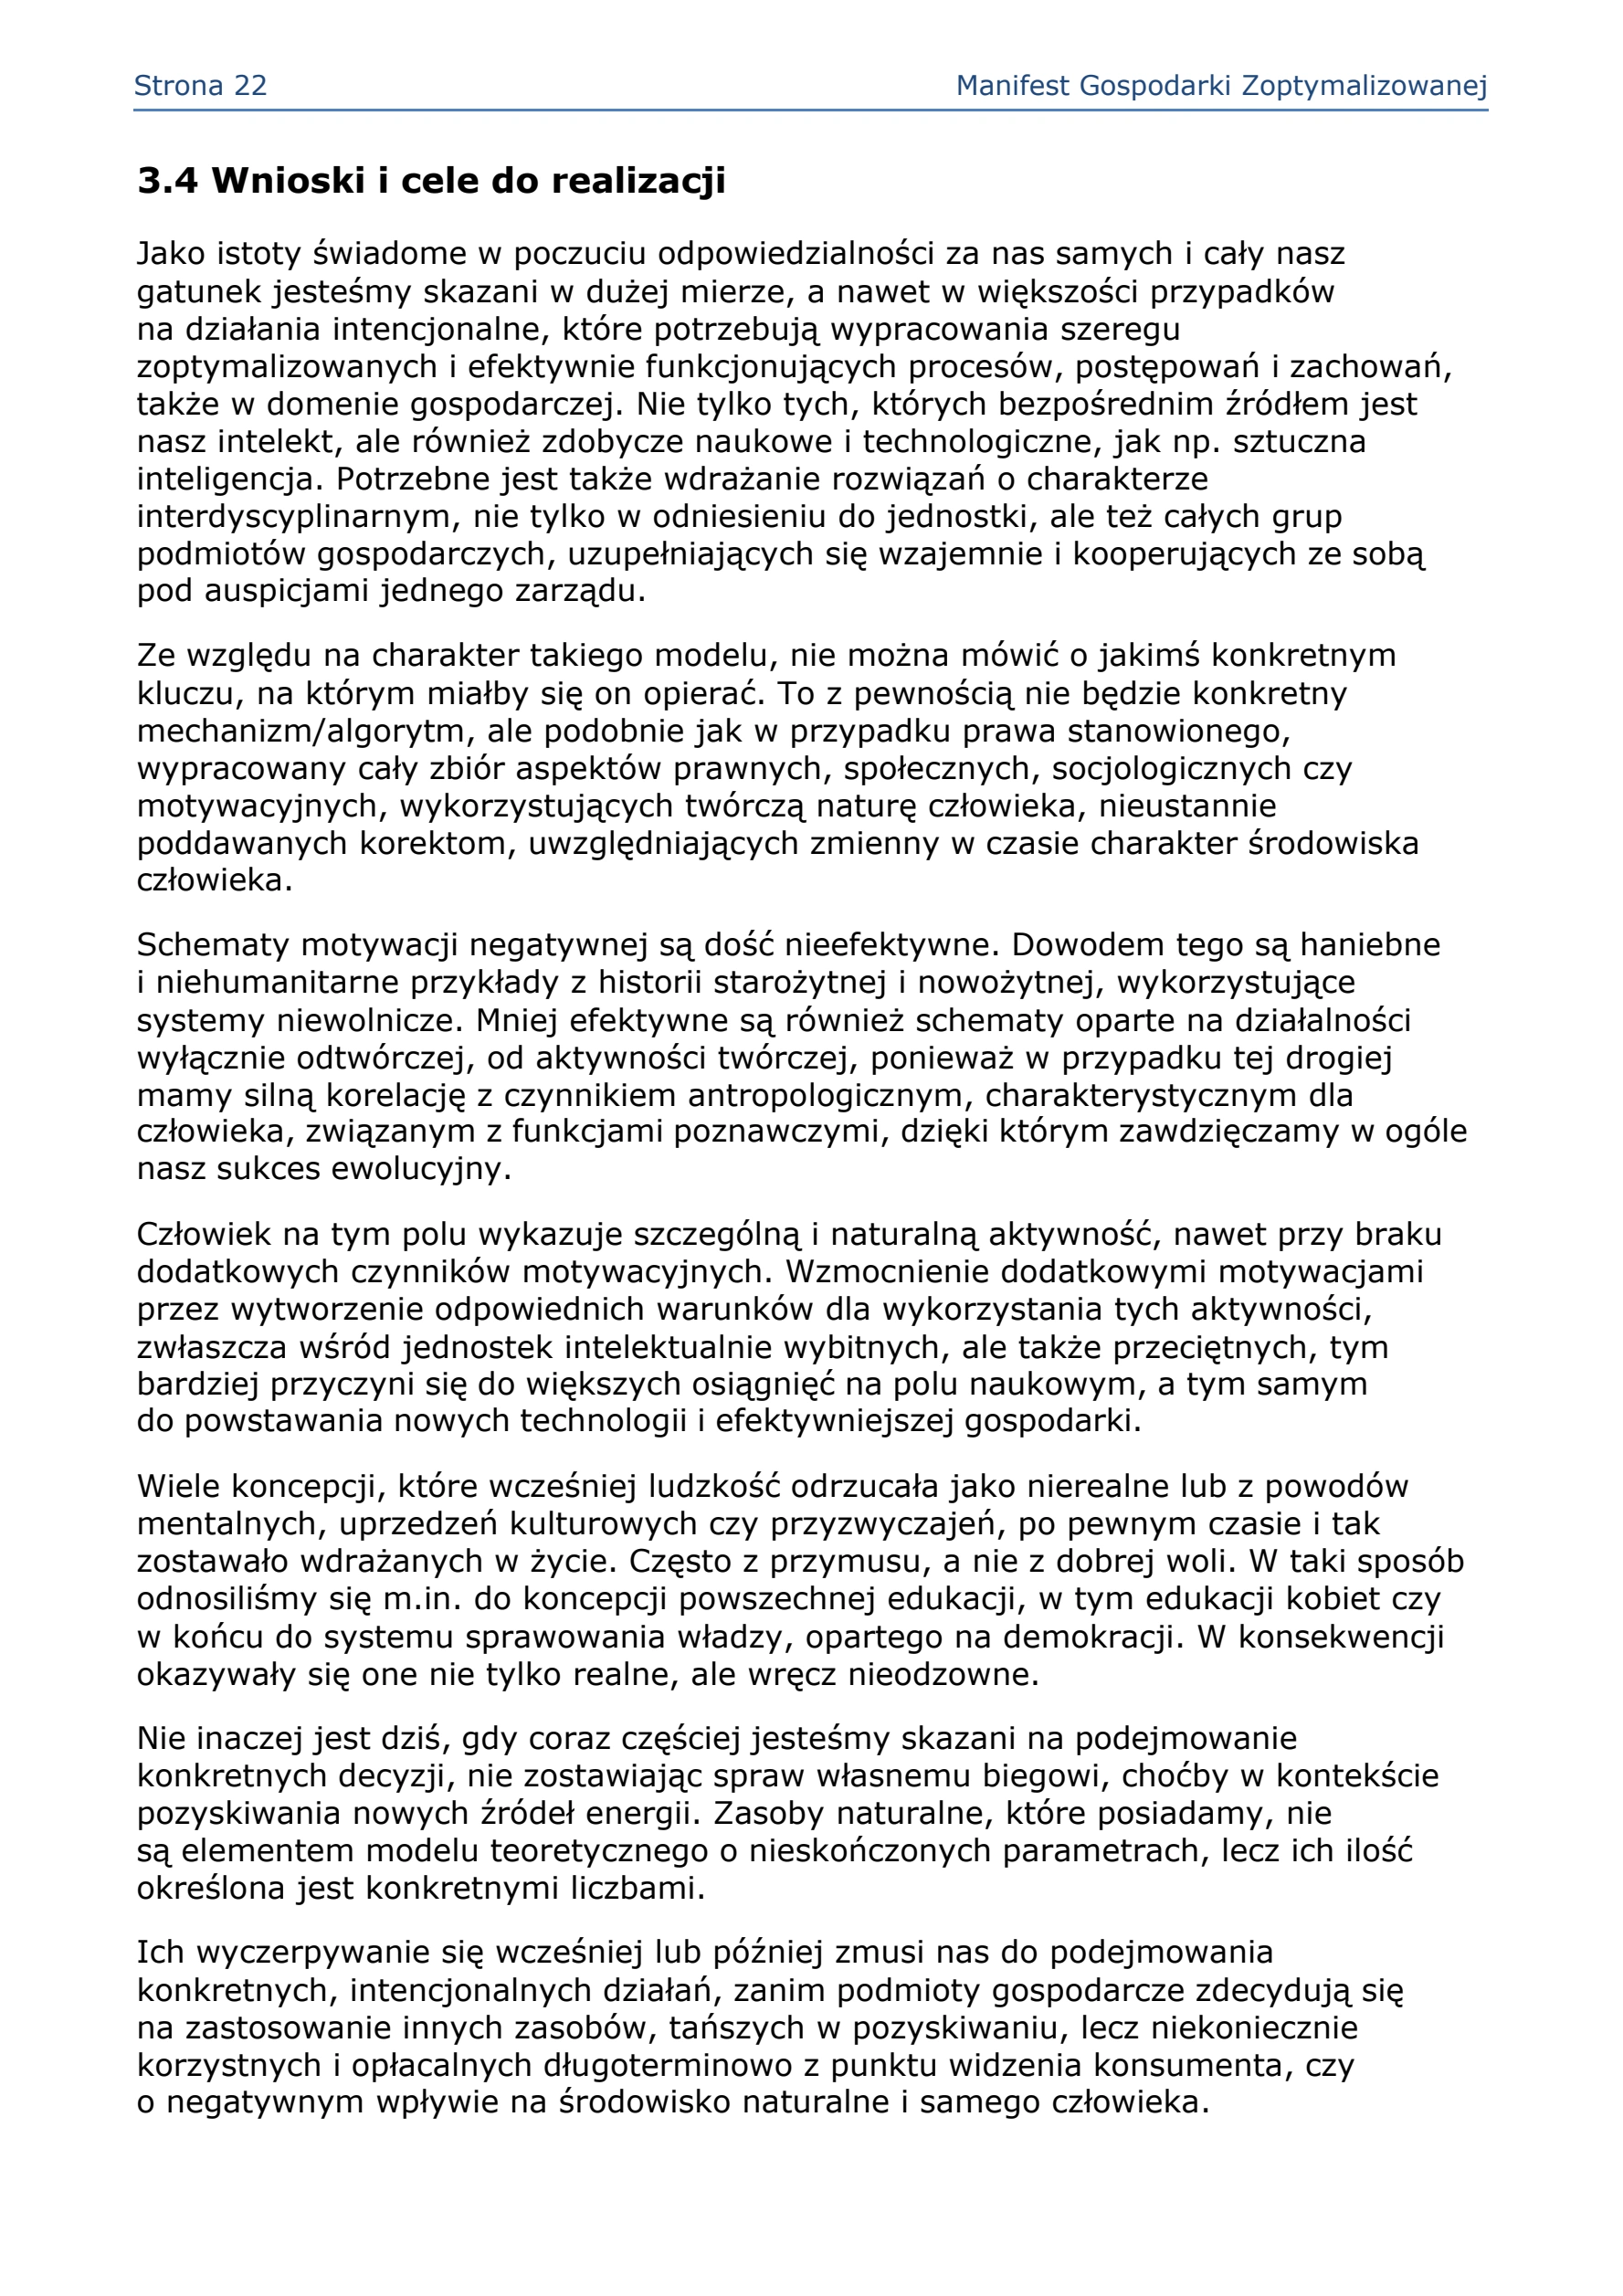 Strona 22
Manifest Gospodarki Zoptymalizowanej
3.4 Wnioski i cele do realizacji
Jako istoty świadome w poczuciu odpowiedzialności za nas samych i cały nasz
gatunek jesteśmy skazani w dużej mierze, a nawet w większości przypadków
na działania intencjonalne, które potrzebują wypracowania szeregu
zoptymalizowanych i efektywnie funkcjonujących procesów, postępowań i zachowań,
także w domenie gospodarczej. Nie tylko tych, których bezpośrednim źródłem jest
nasz intelekt, ale również zdobycze naukowe i technologiczne, jak np. sztuczna
inteligencja. Potrzebne jest także wdrażanie rozwiązań o charakterze
interdyscyplinarnym, nie tylko w odniesieniu do jednostki, ale też całych grup
podmiotów gospodarczych, uzupełniających się wzajemnie i kooperujących ze sobą
pod auspicjami jednego zarządu.
Ze względu na charakter takiego modelu, nie można mówić o jakimś konkretnym
kluczu, na którym miałby się on opierać. To z pewnością nie będzie konkretny
mechanizm/algorytm, ale podobnie jak w przypadku prawa stanowionego,
wypracowany cały zbiór aspektów prawnych, społecznych, socjologicznych czy
motywacyjnych, wykorzystujących twórczą naturę człowieka, nieustannie
poddawanych korektom, uwzględniających zmienny w czasie charakter środowiska
człowieka.
Schematy motywacji negatywnej są dość nieefektywne. Dowodem tego są haniebne
i niehumanitarne przykłady z historii starożytnej i nowożytnej, wykorzystujące
systemy niewolnicze. Mniej efektywne są również schematy oparte na działalności
wyłącznie odtwórczej, od aktywności twórczej, ponieważ w przypadku tej drogiej
mamy silną korelację z czynnikiem antropologicznym, charakterystycznym dla
człowieka, związanym z funkcjami poznawczymi, dzięki którym zawdzięczamy w ogóle
nasz sukces ewolucyjny.
Człowiek na tym polu wykazuje szczególną i naturalną aktywność, nawet przy braku
dodatkowych czynników motywacyjnych. Wzmocnienie dodatkowymi motywacjami
przez wytworzenie odpowiednich warunków dla wykorzystania tych aktywności,
zwłaszcza wśród jednostek intelektualnie wybitnych, ale także przeciętnych, tym
bardziej przyczyni się do większych osiągnięć na polu naukowym, a tym samym
do powstawania nowych technologii i efektywniejszej gospodarki.
Wiele koncepcji, które wcześniej ludzkość odrzucała jako nierealne lub z powodów
mentalnych, uprzedzeń kulturowych czy przyzwyczajeń, po pewnym czasie i tak
zostawało wdrażanych w życie. Często z przymusu, a nie z dobrej woli. W taki sposób
odnosiliśmy się m.in. do koncepcji powszechnej edukacji, w tym edukacji kobiet czy
w końcu do systemu sprawowania władzy, opartego na demokracji. W konsekwencji
okazywały się one nie tylko realne, ale wręcz nieodzowne.
Nie inaczej jest dziś, gdy coraz częściej jesteśmy skazani na podejmowanie
konkretnych decyzji, nie zostawiając spraw własnemu biegowi, choćby w kontekście
pozyskiwania nowych źródeł energii. Zasoby naturalne, które posiadamy, nie
są elementem modelu teoretycznego o nieskończonych parametrach, lecz ich ilość
określona jest konkretnymi liczbami.
Ich wyczerpywanie się wcześniej lub później zmusi nas do podejmowania
konkretnych, intencjonalnych działań, zanim podmioty gospodarcze zdecydują się
na zastosowanie innych zasobów, tańszych w pozyskiwaniu, lecz niekoniecznie
korzystnych i opłacalnych długoterminowo z punktu widzenia konsumenta, czy
o negatywnym wpływie na środowisko naturalne i samego człowieka.